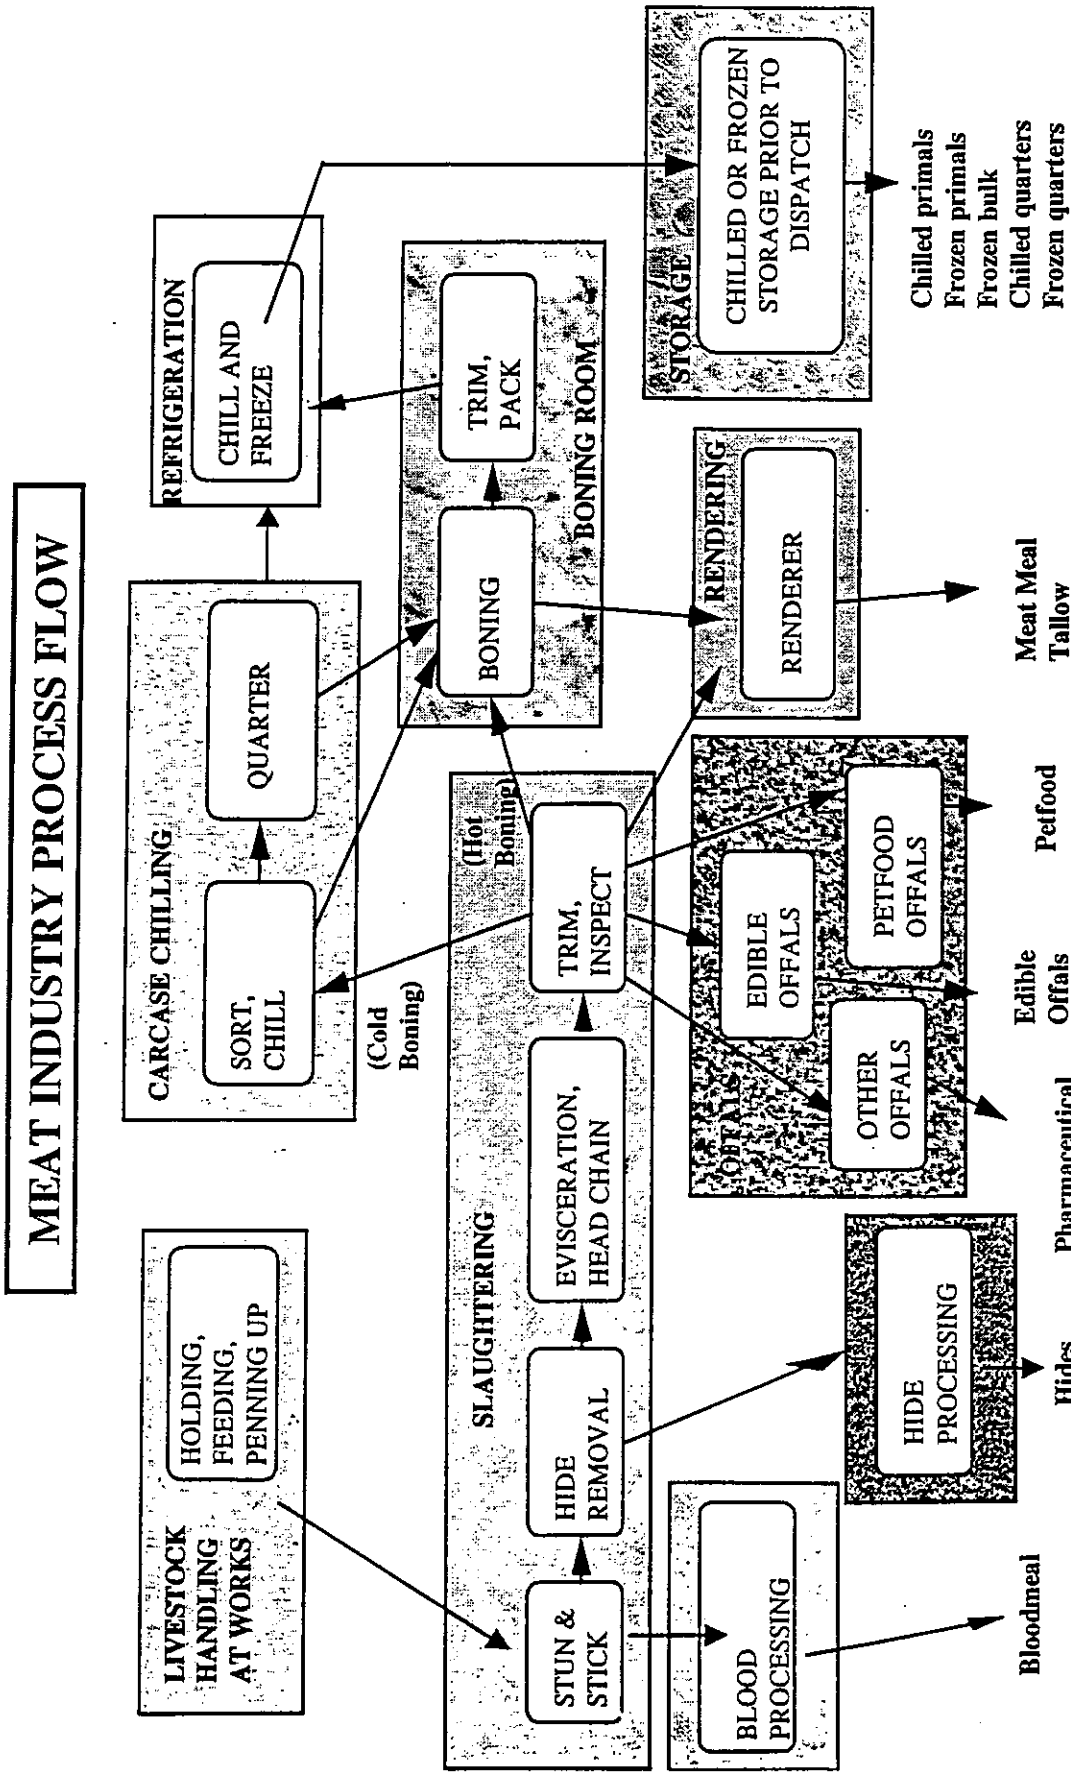 MEAT INDUSTRY PROCESS FLOW
LIVESTOCK
HANDLING
AT WORKS
HOLDING,
FEEDING,
PENNING UP
CARCASE CHILLING
SORT,
CHILL
QUARTER
REFRIGERATION
CHILL AND
FREEZE
(Cold
Boning)
(Hot
Boning)
SLAUGHTERING
STUN &
STICK
HIDE
REMOVAL
EVISCERATION,
HEAD CHAIN
TRIM,
INSPECT
BONING
TRIM,
PACK
BONING ROOM
BLOOD
PROCESSING
HIDE
PROCESSING
OFFALS
OTHER
OFFALS
EDIBLE
OFFALS
PETFOOD
OFFALS
RENDERING
RENDERER
STORAGE
CHILLED OR FROZEN
STORAGE PRIOR TO
DISPATCH
Bloodmeal
Hides
Pharmaceutical
Edible
Offals
Petfood
Meat Meal
Tallow
Chilled primals
Frozen primals
Frozen bulk
Chilled quarters
Frozen quarters